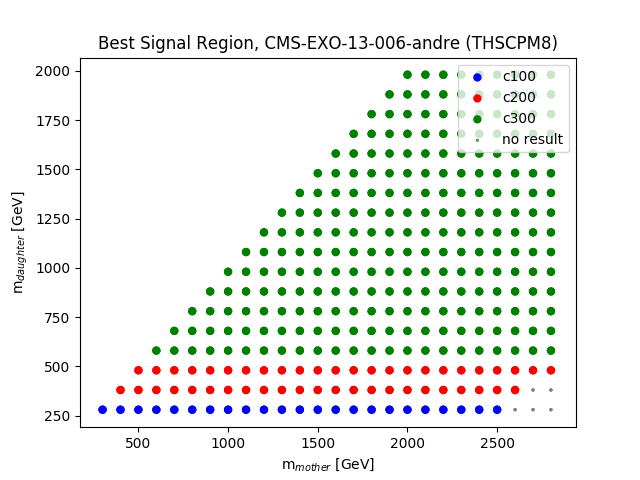 Best Signal Region, CMS-EXO-13-006-andre (THSCPM8)
c100
c200
c300
no result
2000
1750
1500
1250
1000
750
500
250
m_daughter [GeV]
500 1000 1500 2000 2500
m_mother [GeV]